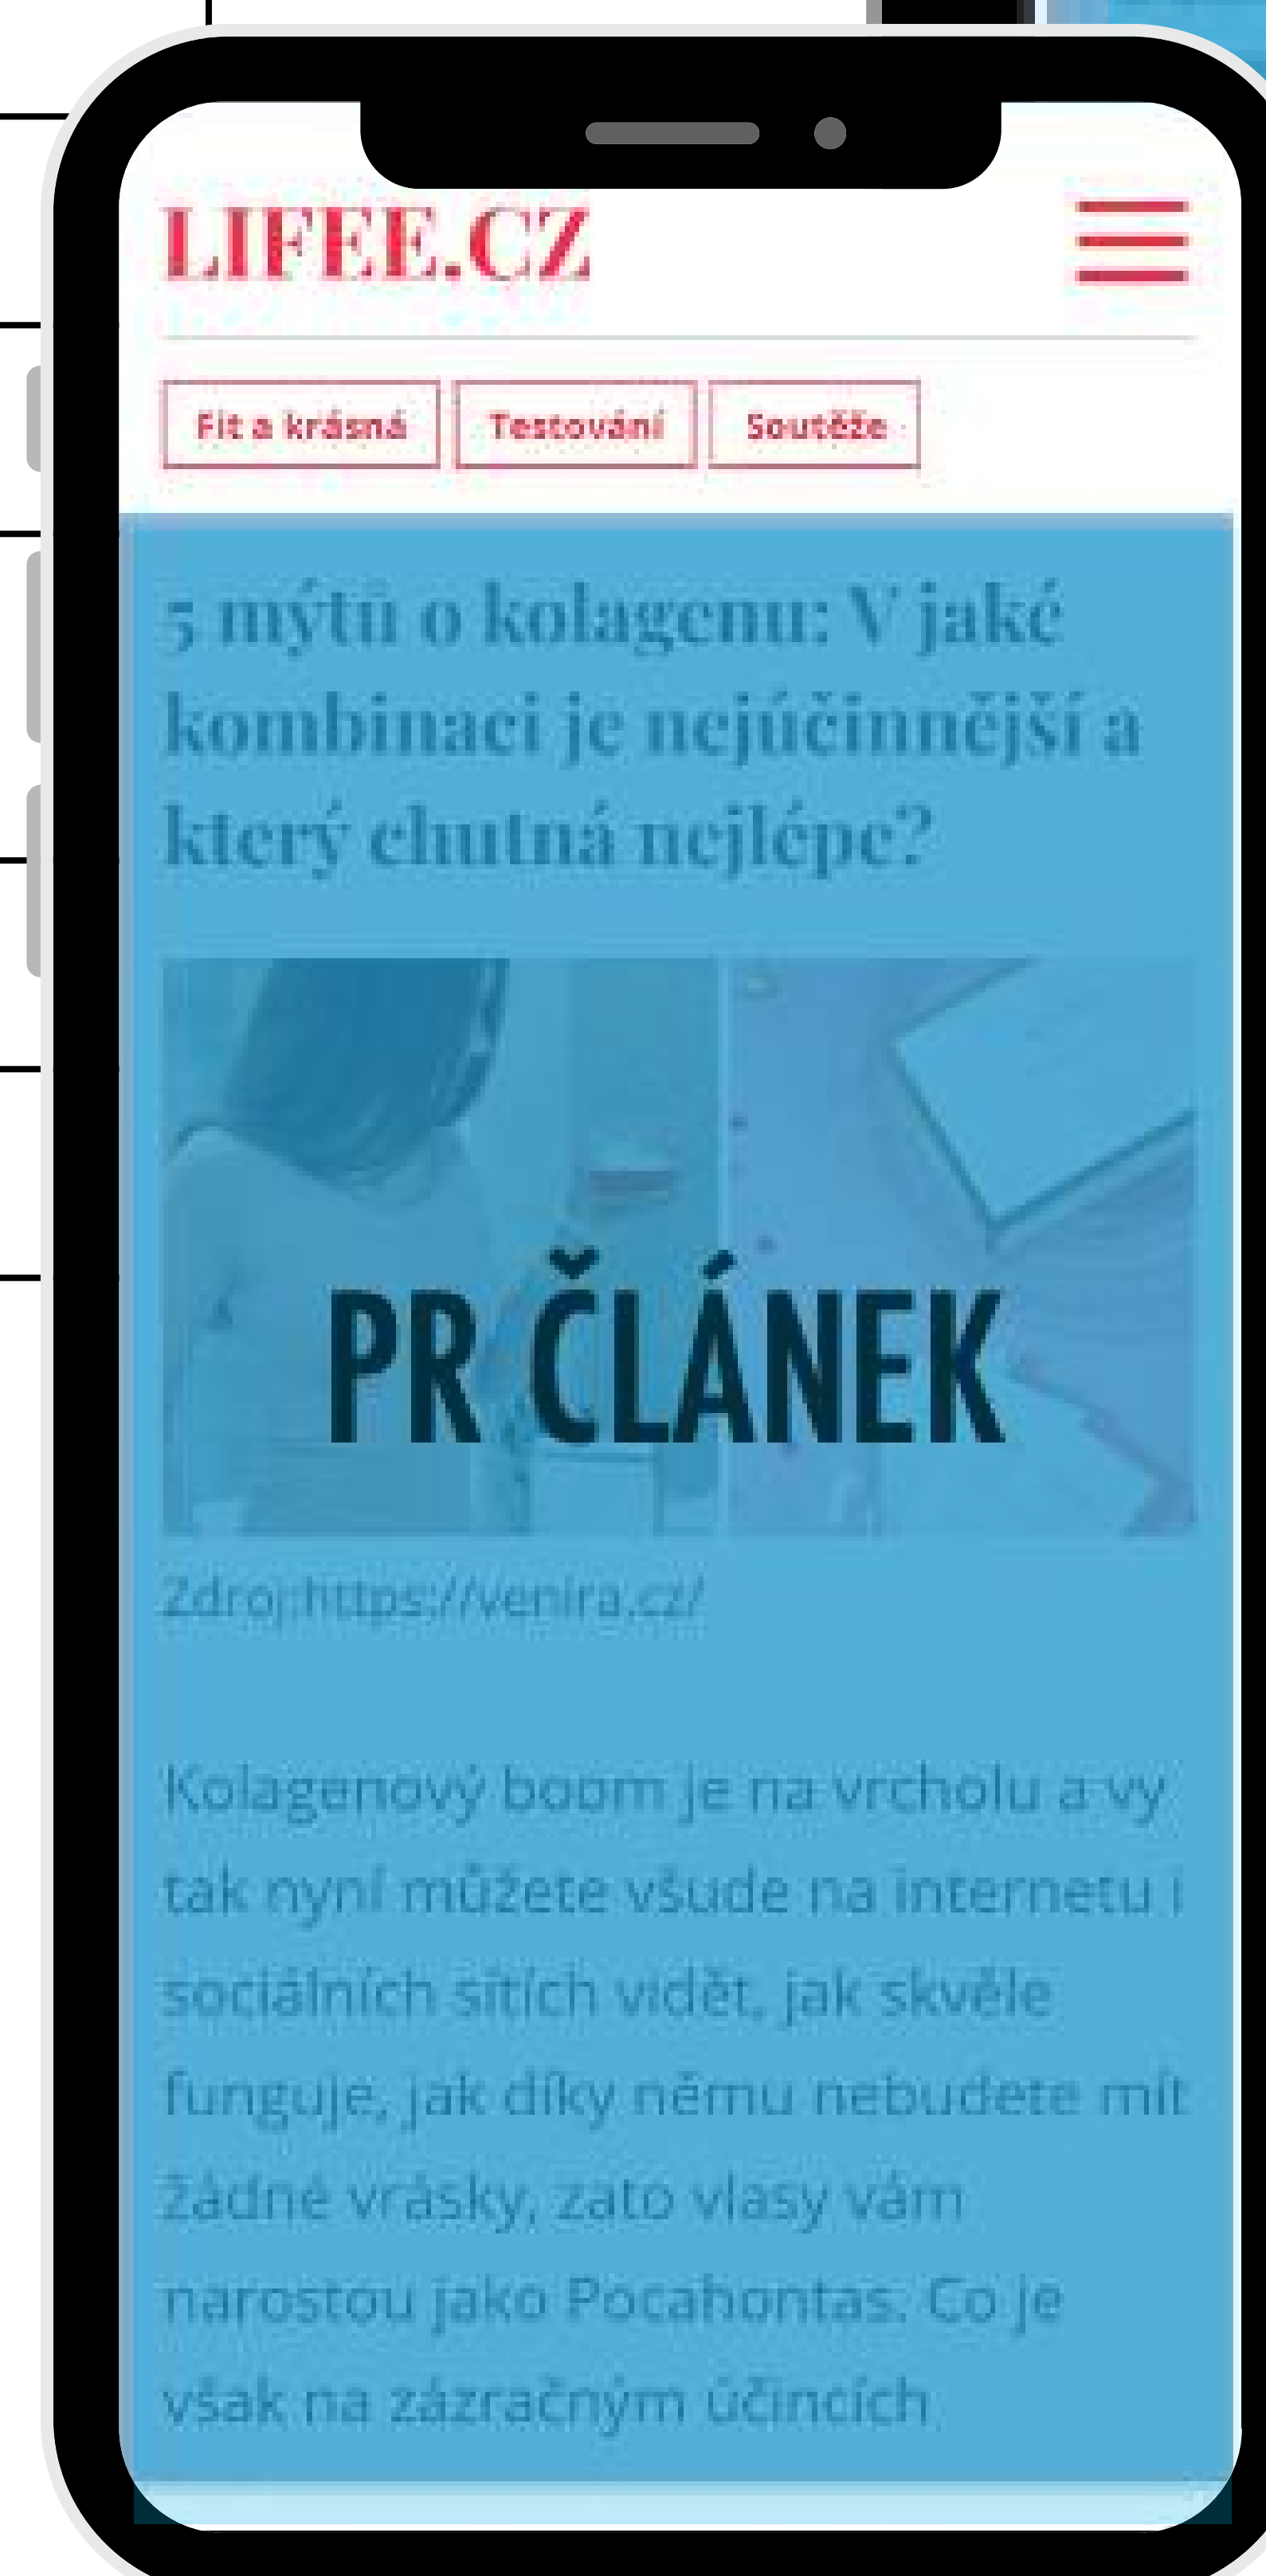 LIFEE.CZ
Fit a krásná Testování Soutěže
5 mýtů o kolagenu: V jaké
kombinaci je nejúčinnější a
který chutná nejlépe?
PR ČLÁNEK
Zdroj:https://venira.cz/
Kolagenový boom je na vrcholu a vy
tak nyní můžete všude na internetu i
sociálních sítích vidět, jak skvěle
funguje, jak díky němu nebudete mít
žádné vrásky, zato vlasy vám
narostou jako Pocahontas. Co je
však na zázračným účincích